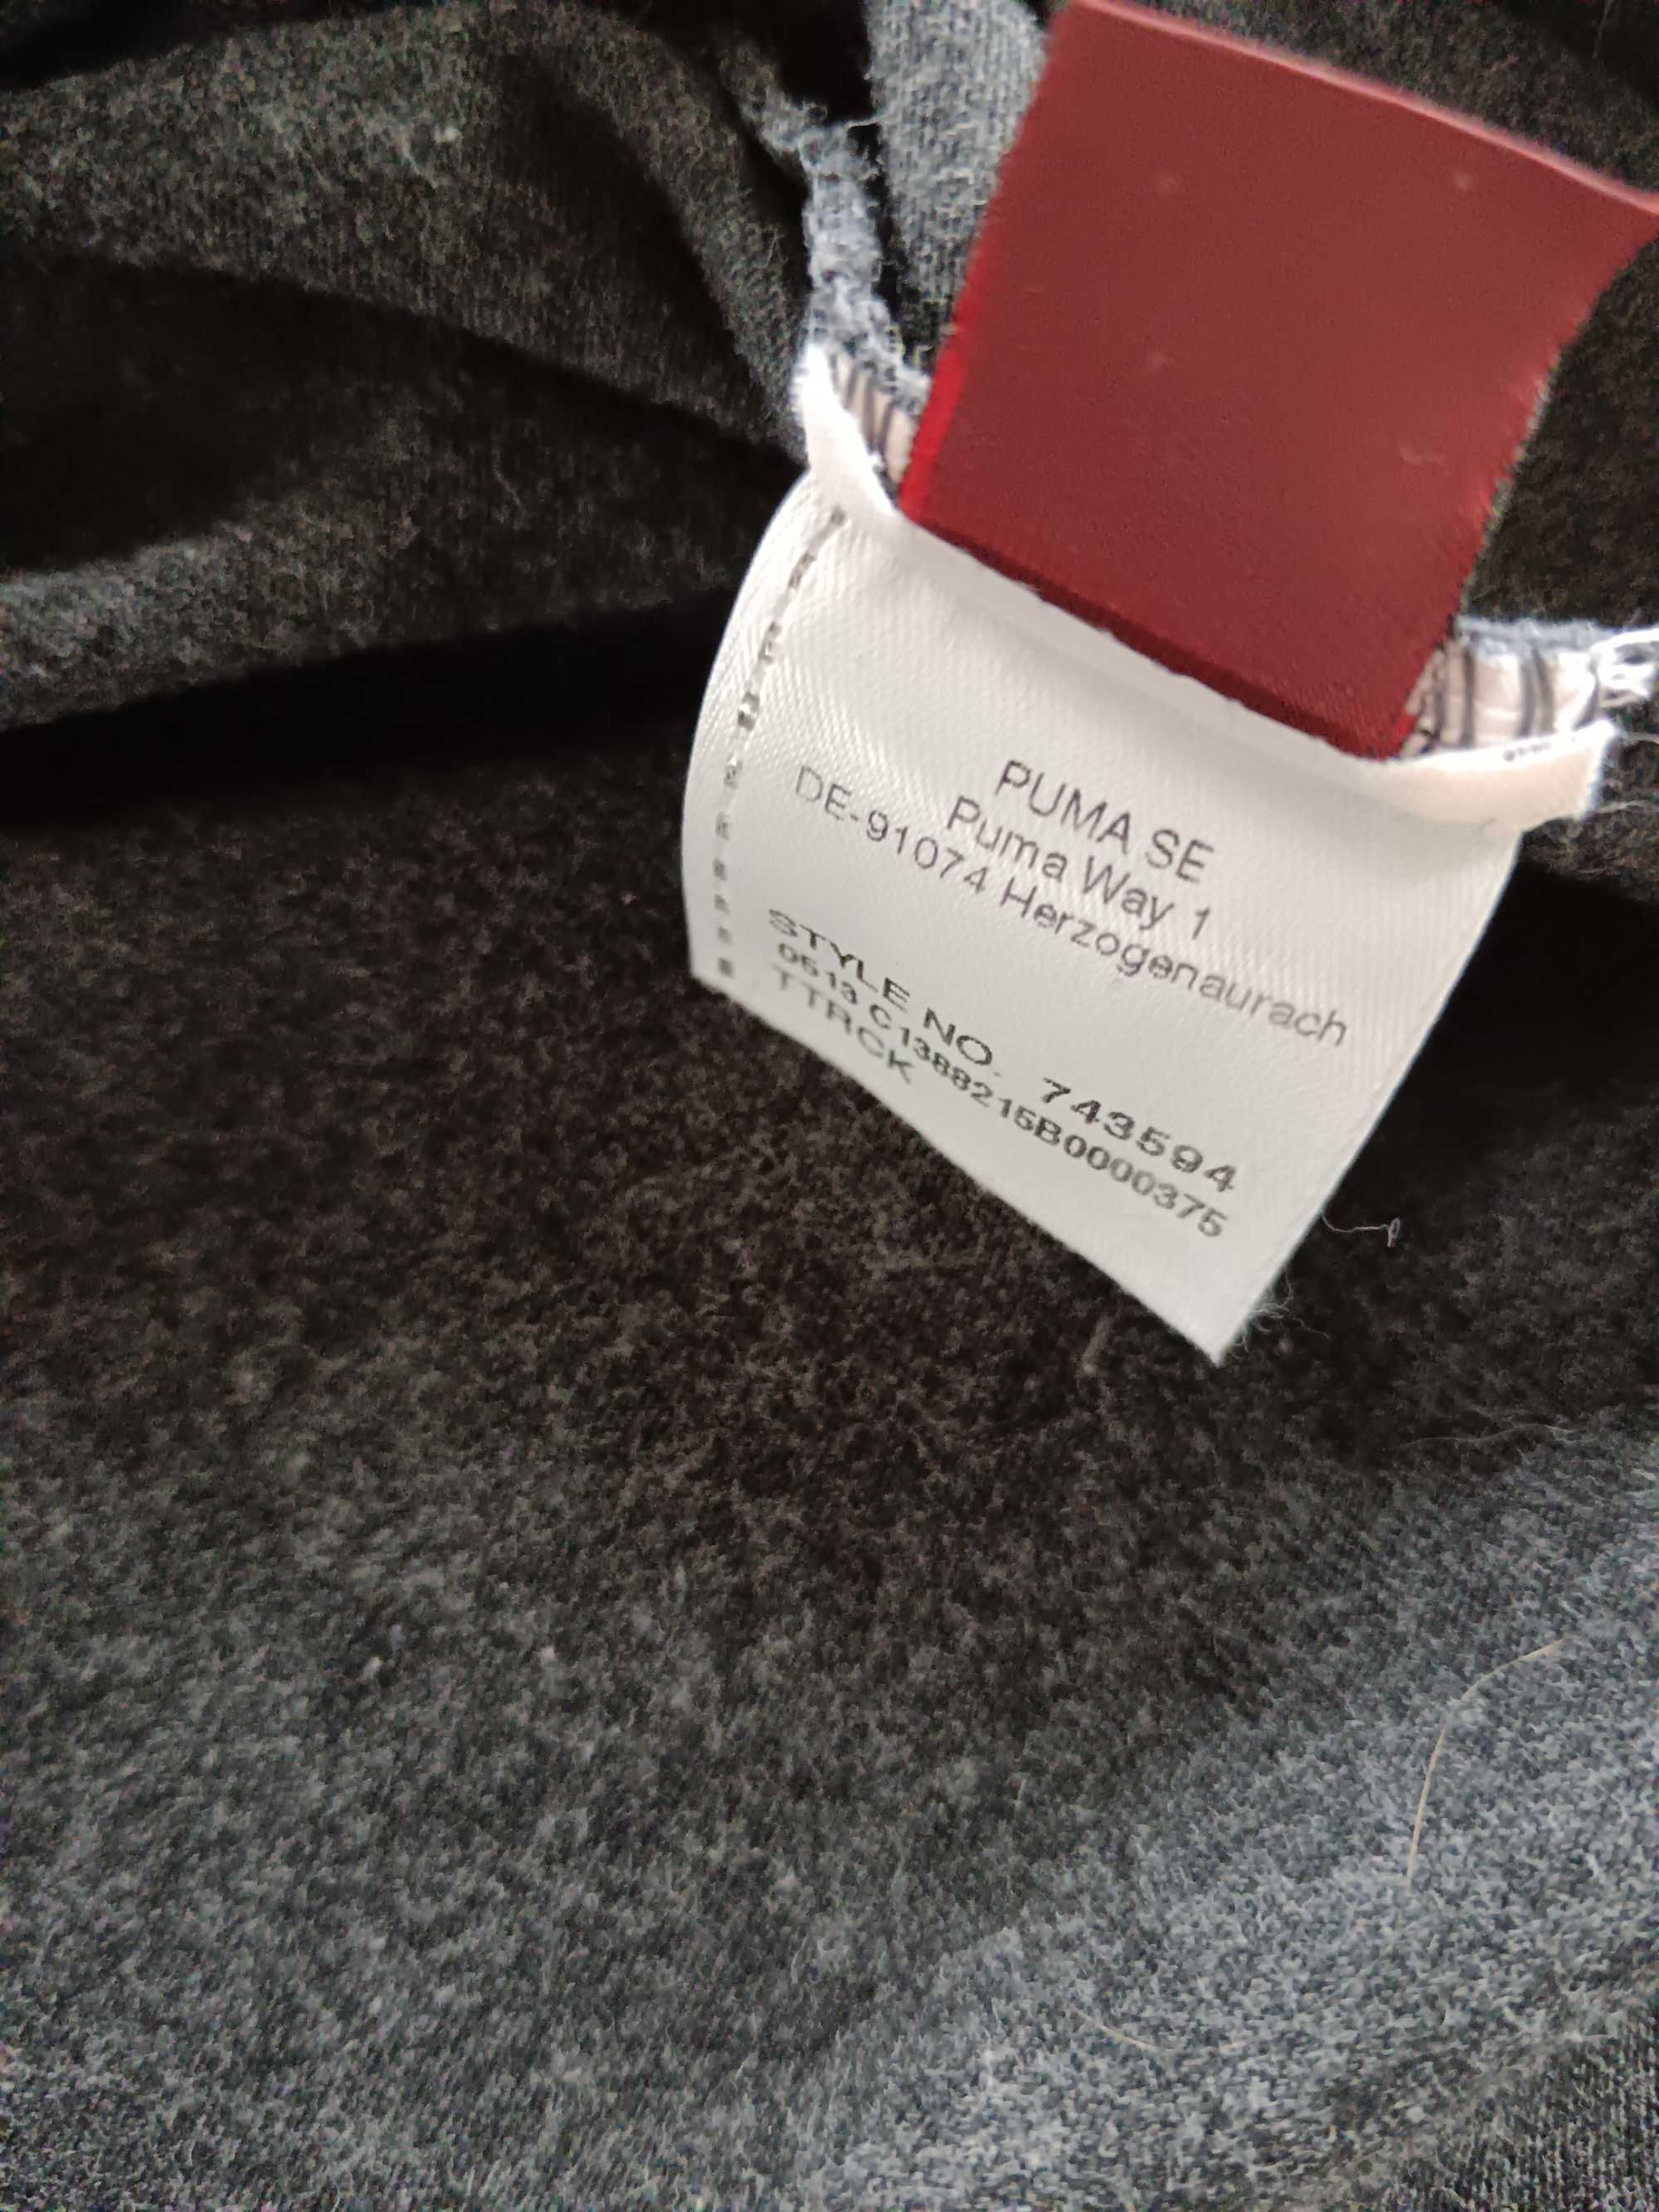 PUMA SE
Puma Way 1
DE-91074 Herzogenaurach
STYLE NO. 743594
0513 C1388215B0000375
TTRCK